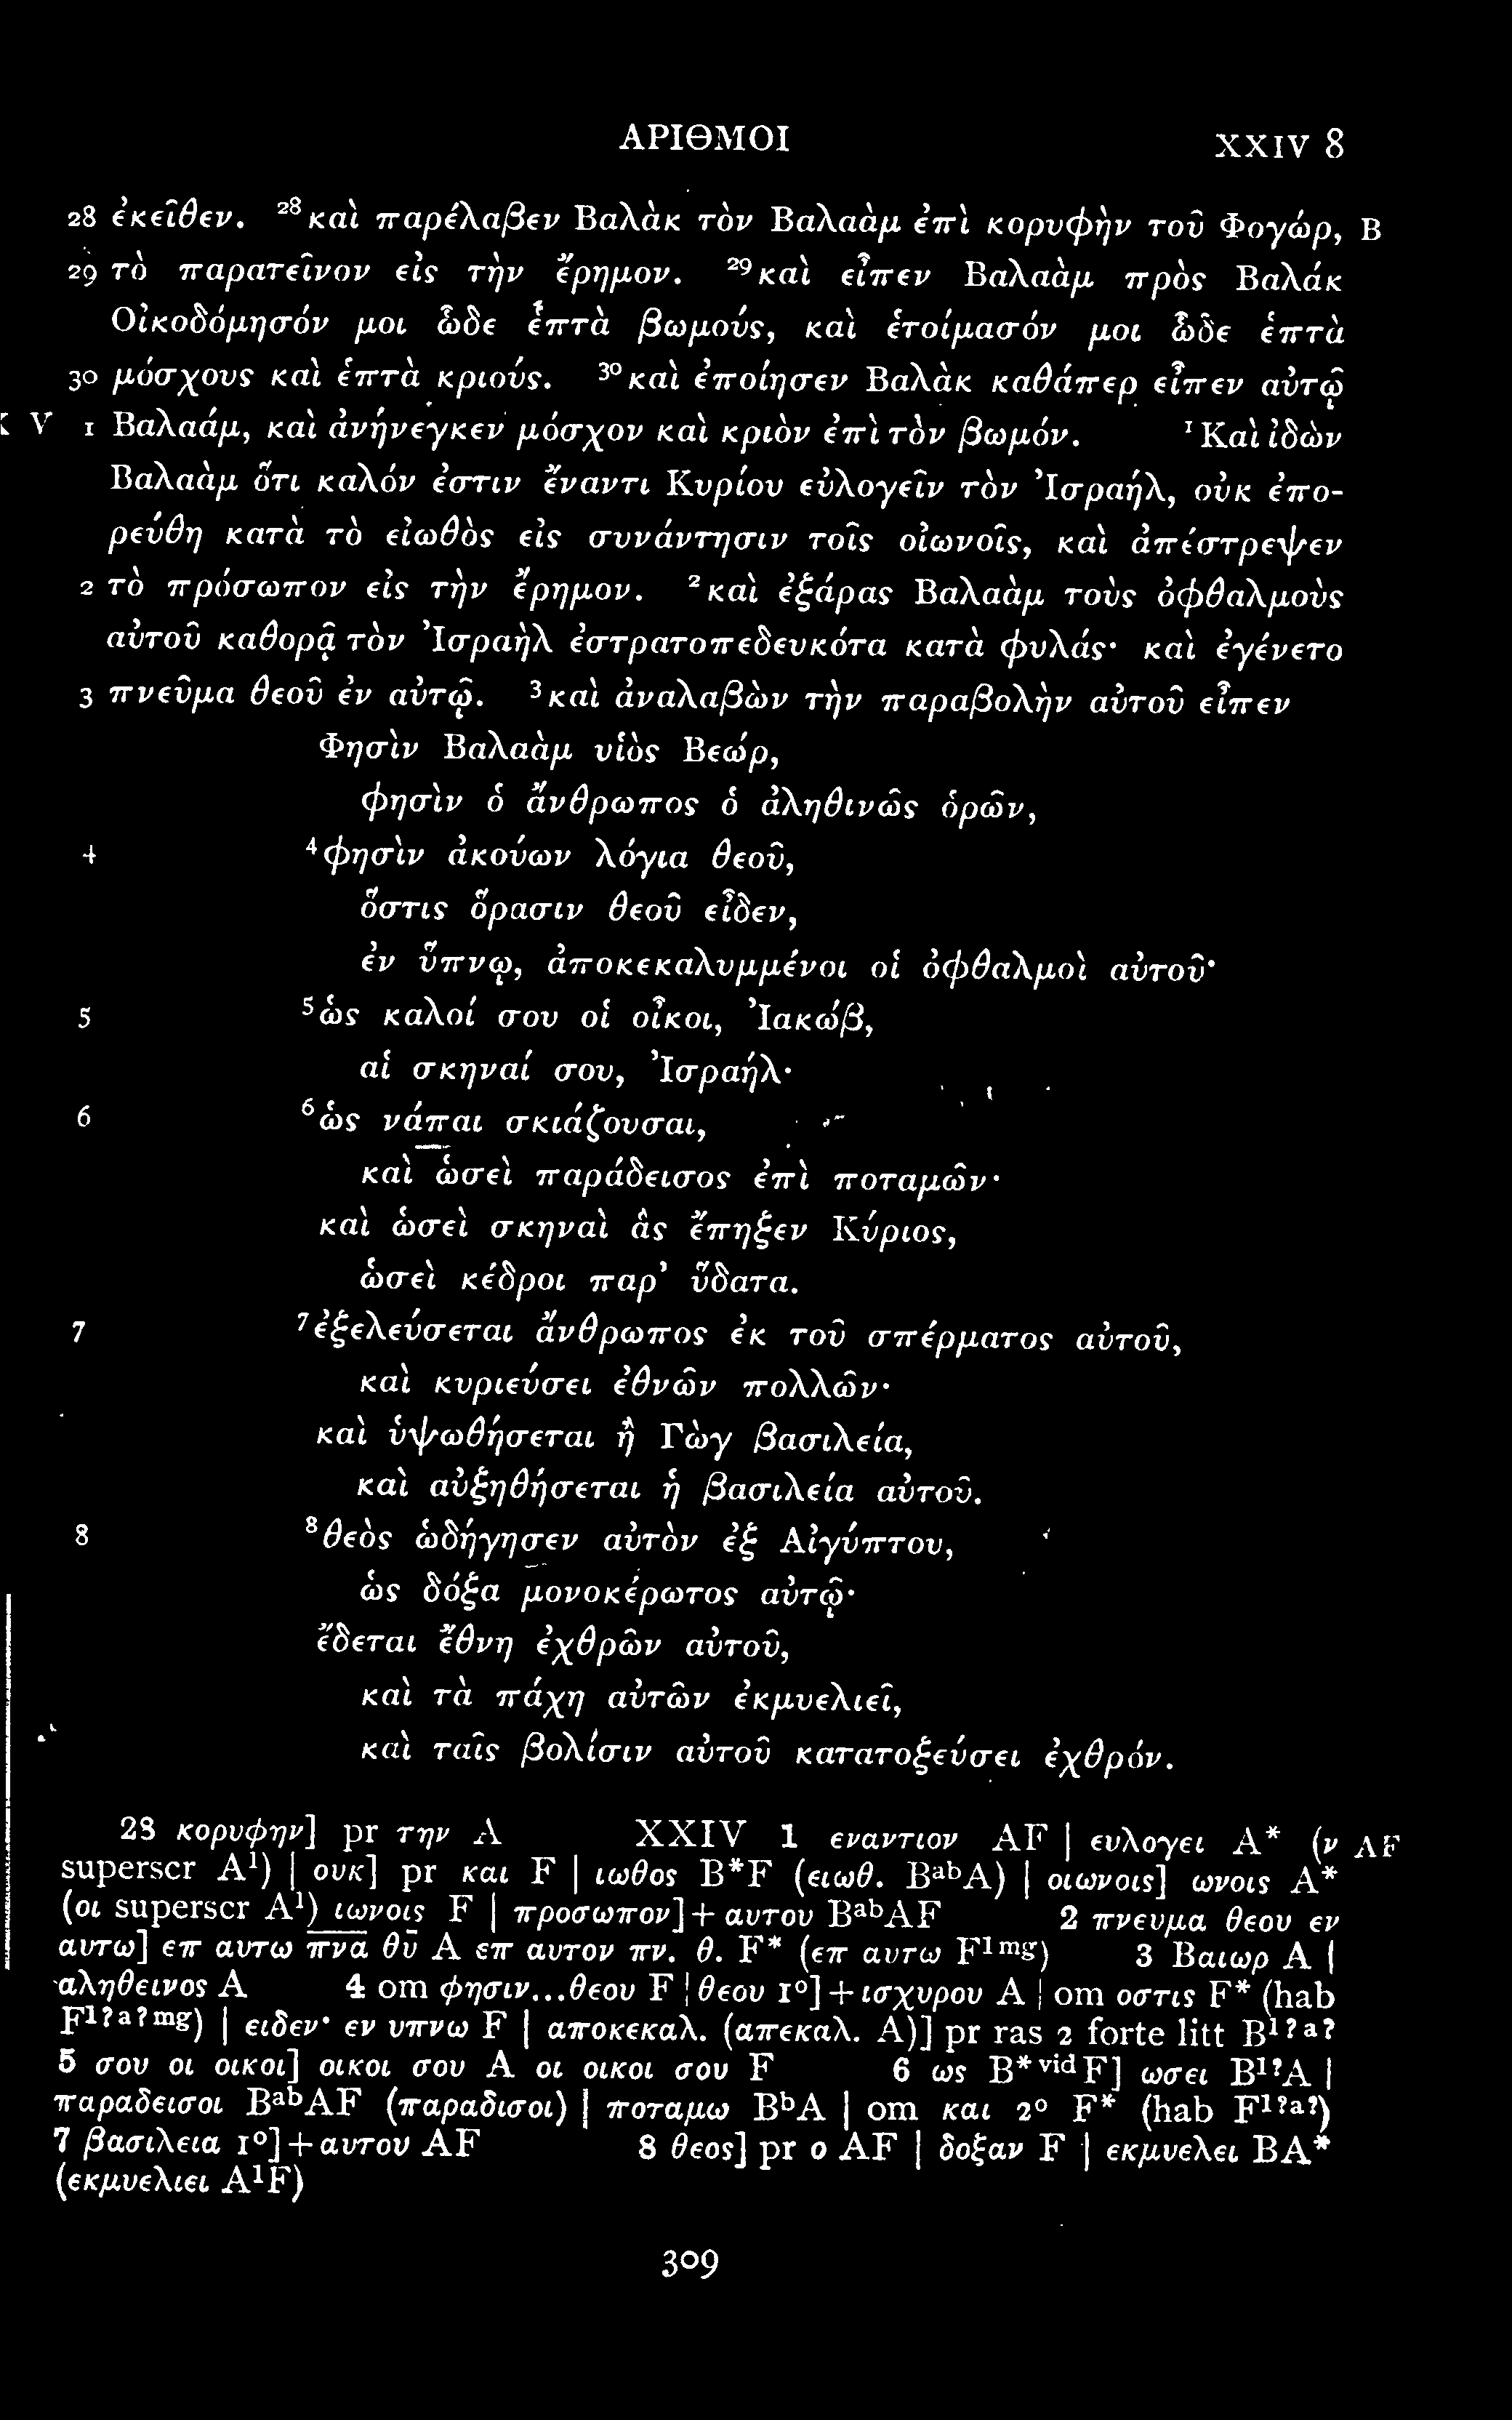 ΑΡΙΘΜΟΙ XXIV 8
28 ἐκεῖθεν. ²⁸καὶ παρέλαβεν Βαλὰκ τὸν Βαλαὰμ ἐπὶ κορυφὴν τοῦ Φογώρ, B
29 τὸ παρατεῖνον εἰς τὴν ἔρημον. ²⁹καὶ εἶπεν Βαλαὰμ πρὸς Βαλάκ
Οἰκοδόμησόν μοι ὧδε ἑπτὰ βωμούς, καὶ ἑτοίμασόν μοι ὧδε ἑπτὰ
30 μόσχους καὶ ἑπτὰ κριούς. ³⁰καὶ ἐποίησεν Βαλὰκ καθάπερ εἶπεν αὐτῷ
V 1 Βαλαάμ, καὶ ἀνήνεγκεν μόσχον καὶ κριὸν ἐπὶ τὸν βωμόν. ¹Καὶ ἰδὼν
Βαλαὰμ ὅτι καλόν ἐστιν ἔναντι Κυρίου εὐλογεῖν τὸν Ἰσραήλ, οὐκ ἐπο-
ρεύθη κατὰ τὸ εἰωθὸς εἰς συνάντησιν τοῖς οἰωνοῖς, καὶ ἀπέστρεψεν
2 τὸ πρόσωπον εἰς τὴν ἔρημον. ²καὶ ἐξάρας Βαλαὰμ τοὺς ὀφθαλμοὺς
αὐτοῦ καθορᾷ τὸν Ἰσραὴλ ἐστρατοπεδευκότα κατὰ φυλάς· καὶ ἐγένετο
3 πνεῦμα θεοῦ ἐν αὐτῷ. ³καὶ ἀναλαβὼν τὴν παραβολὴν αὐτοῦ εἶπεν
Φησὶν Βαλαὰμ υἱὸς Βεώρ,
φησὶν ὁ ἄνθρωπος ὁ ἀληθινῶς ὁρῶν,
4 ⁴φησὶν ἀκούων λόγια θεοῦ,
ὅστις ὅρασιν θεοῦ εἶδεν,
ἐν ὕπνῳ, ἀποκεκαλυμμένοι οἱ ὀφθαλμοὶ αὐτοῦ·
5 ⁵ὡς καλοί σου οἱ οἶκοι, Ἰακώβ,
αἱ σκηναί σου, Ἰσραήλ·
6 ⁶ὡς νάπαι σκιάζουσαι,
καὶ ὡσεὶ παράδεισος ἐπὶ ποταμῶν·
καὶ ὡσεὶ σκηναὶ ἃς ἔπηξεν Κύριος,
ὡσεὶ κέδροι παρ’ ὕδατα.
7 ⁷ἐξελεύσεται ἄνθρωπος ἐκ τοῦ σπέρματος αὐτοῦ,
καὶ κυριεύσει ἐθνῶν πολλῶν·
καὶ ὑψωθήσεται ἢ Γὼγ βασιλεία,
καὶ αὐξηθήσεται ἡ βασιλεία αὐτοῦ.
8 ⁸θεὸς ὡδήγησεν αὐτὸν ἐξ Αἰγύπτου,
ὡς δόξα μονοκέρωτος αὐτῷ·
ἔδεται ἔθνη ἐχθρῶν αὐτοῦ,
καὶ τὰ πάχη αὐτῶν ἐκμυελιεῖ,
καὶ ταῖς βολίσιν αὐτοῦ κατατοξεύσει ἐχθρόν.
28 κορυφην] pr την A XXIV 1 εναντιον AF | ευλογει A* (ν AF
superscr A¹) | ουκ] pr και F | ιωθος B*F (ειωθ. BᵃᵇA) | οιωνοις] ωνοις A*
(οι superscr A¹) ιωνοις F | προσωπον]+αυτου BᵃᵇAF 2 πνευμα θεου εν
αυτω] επ αυτω π̅ν̅α̅ θ̅υ̅ A επ αυτον πν. θ. F* (επ αυτω F¹ᵐᵍ) 3 Βαιωρ A |
αληθεινος A 4 om φησιν...θεου F | θεου 1°]+ισχυρου A | om οστις F* (hab
F¹?ᵃ?ᵐᵍ) | ειδεν· εν υπνω F | αποκεκαλ. (απεκαλ. A)] pr ras 2 forte litt B¹?ᵃ?
5 σου οι οικοι] οικοι σου A οι οικοι σου F 6 ως B*ᵛⁱᵈF] ωσει B¹?A |
παραδεισοι BᵃᵇAF (παραδισοι) | ποταμω BᵇA | om και 2° F* (hab F¹?ᵃ?)
7 βασιλεια 1°]+αυτου AF 8 θεος] pr ο AF | δοξαν F | εκμυελει BA*
(εκμυελιει A¹F)
309